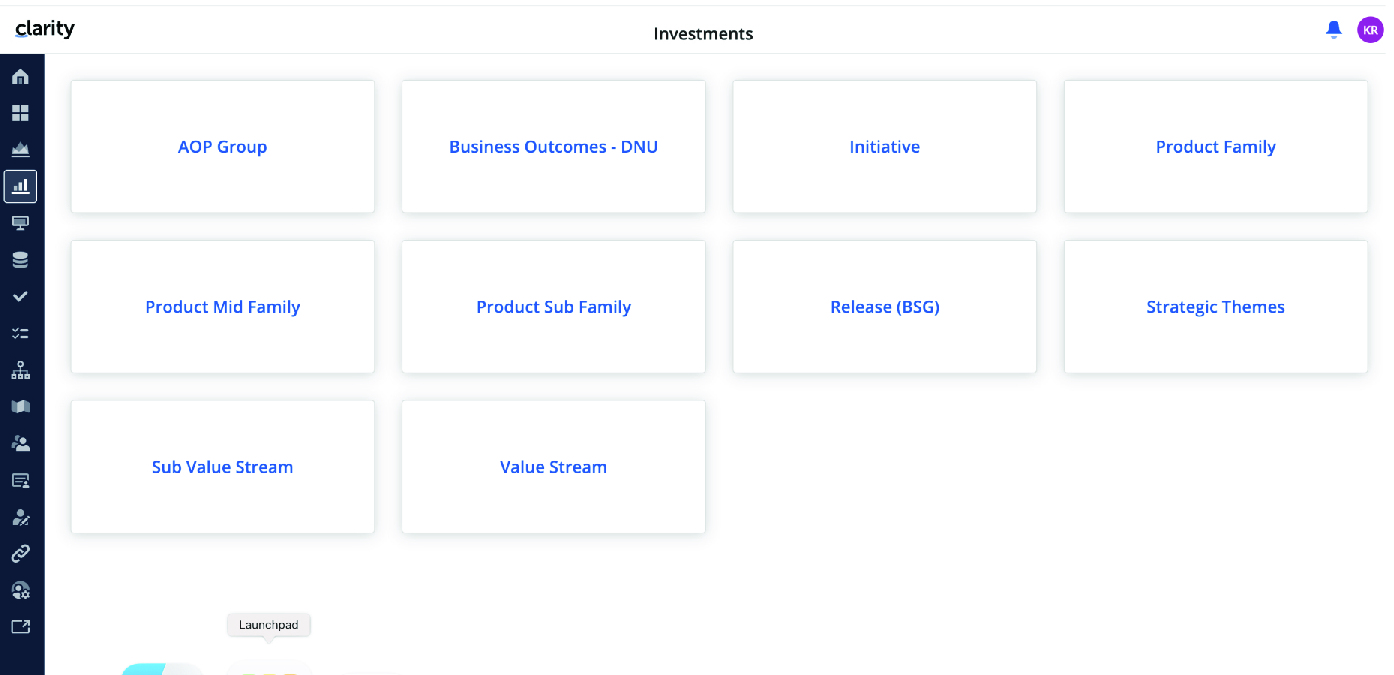 clarity
Investments
KR
AOP Group
Business Outcomes - DNU
Initiative
Product Family
Product Mid Family
Product Sub Family
Release (BSG)
Strategic Themes
Sub Value Stream
Value Stream
Launchpad